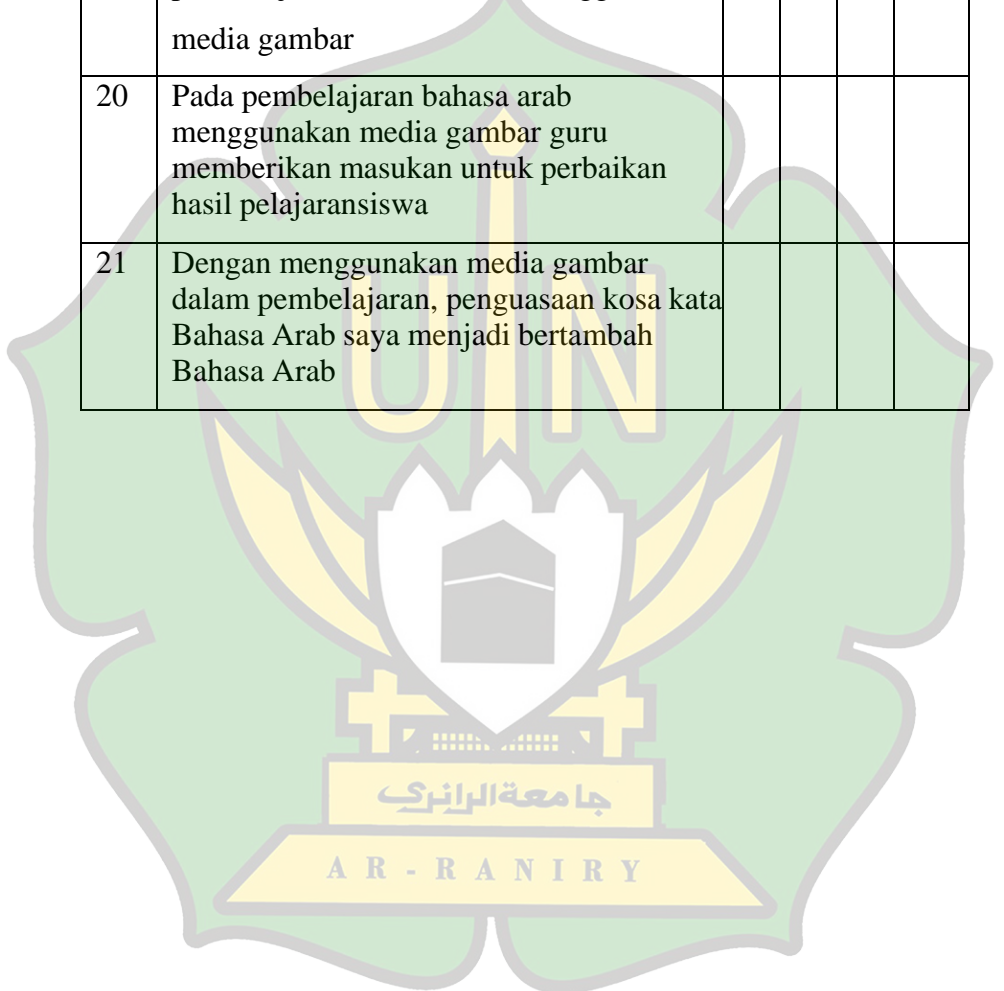 media gambar
20 Pada pembelajaran bahasa arab
menggunakan media gambar guru
memberikan masukan untuk perbaikan
hasil pelajaransiswa
21 Dengan menggunakan media gambar
dalam pembelajaran, penguasaan kosa kata
Bahasa Arab saya menjadi bertambah
Bahasa Arab
UIN
جامعة الرانري
AR-RANIRY